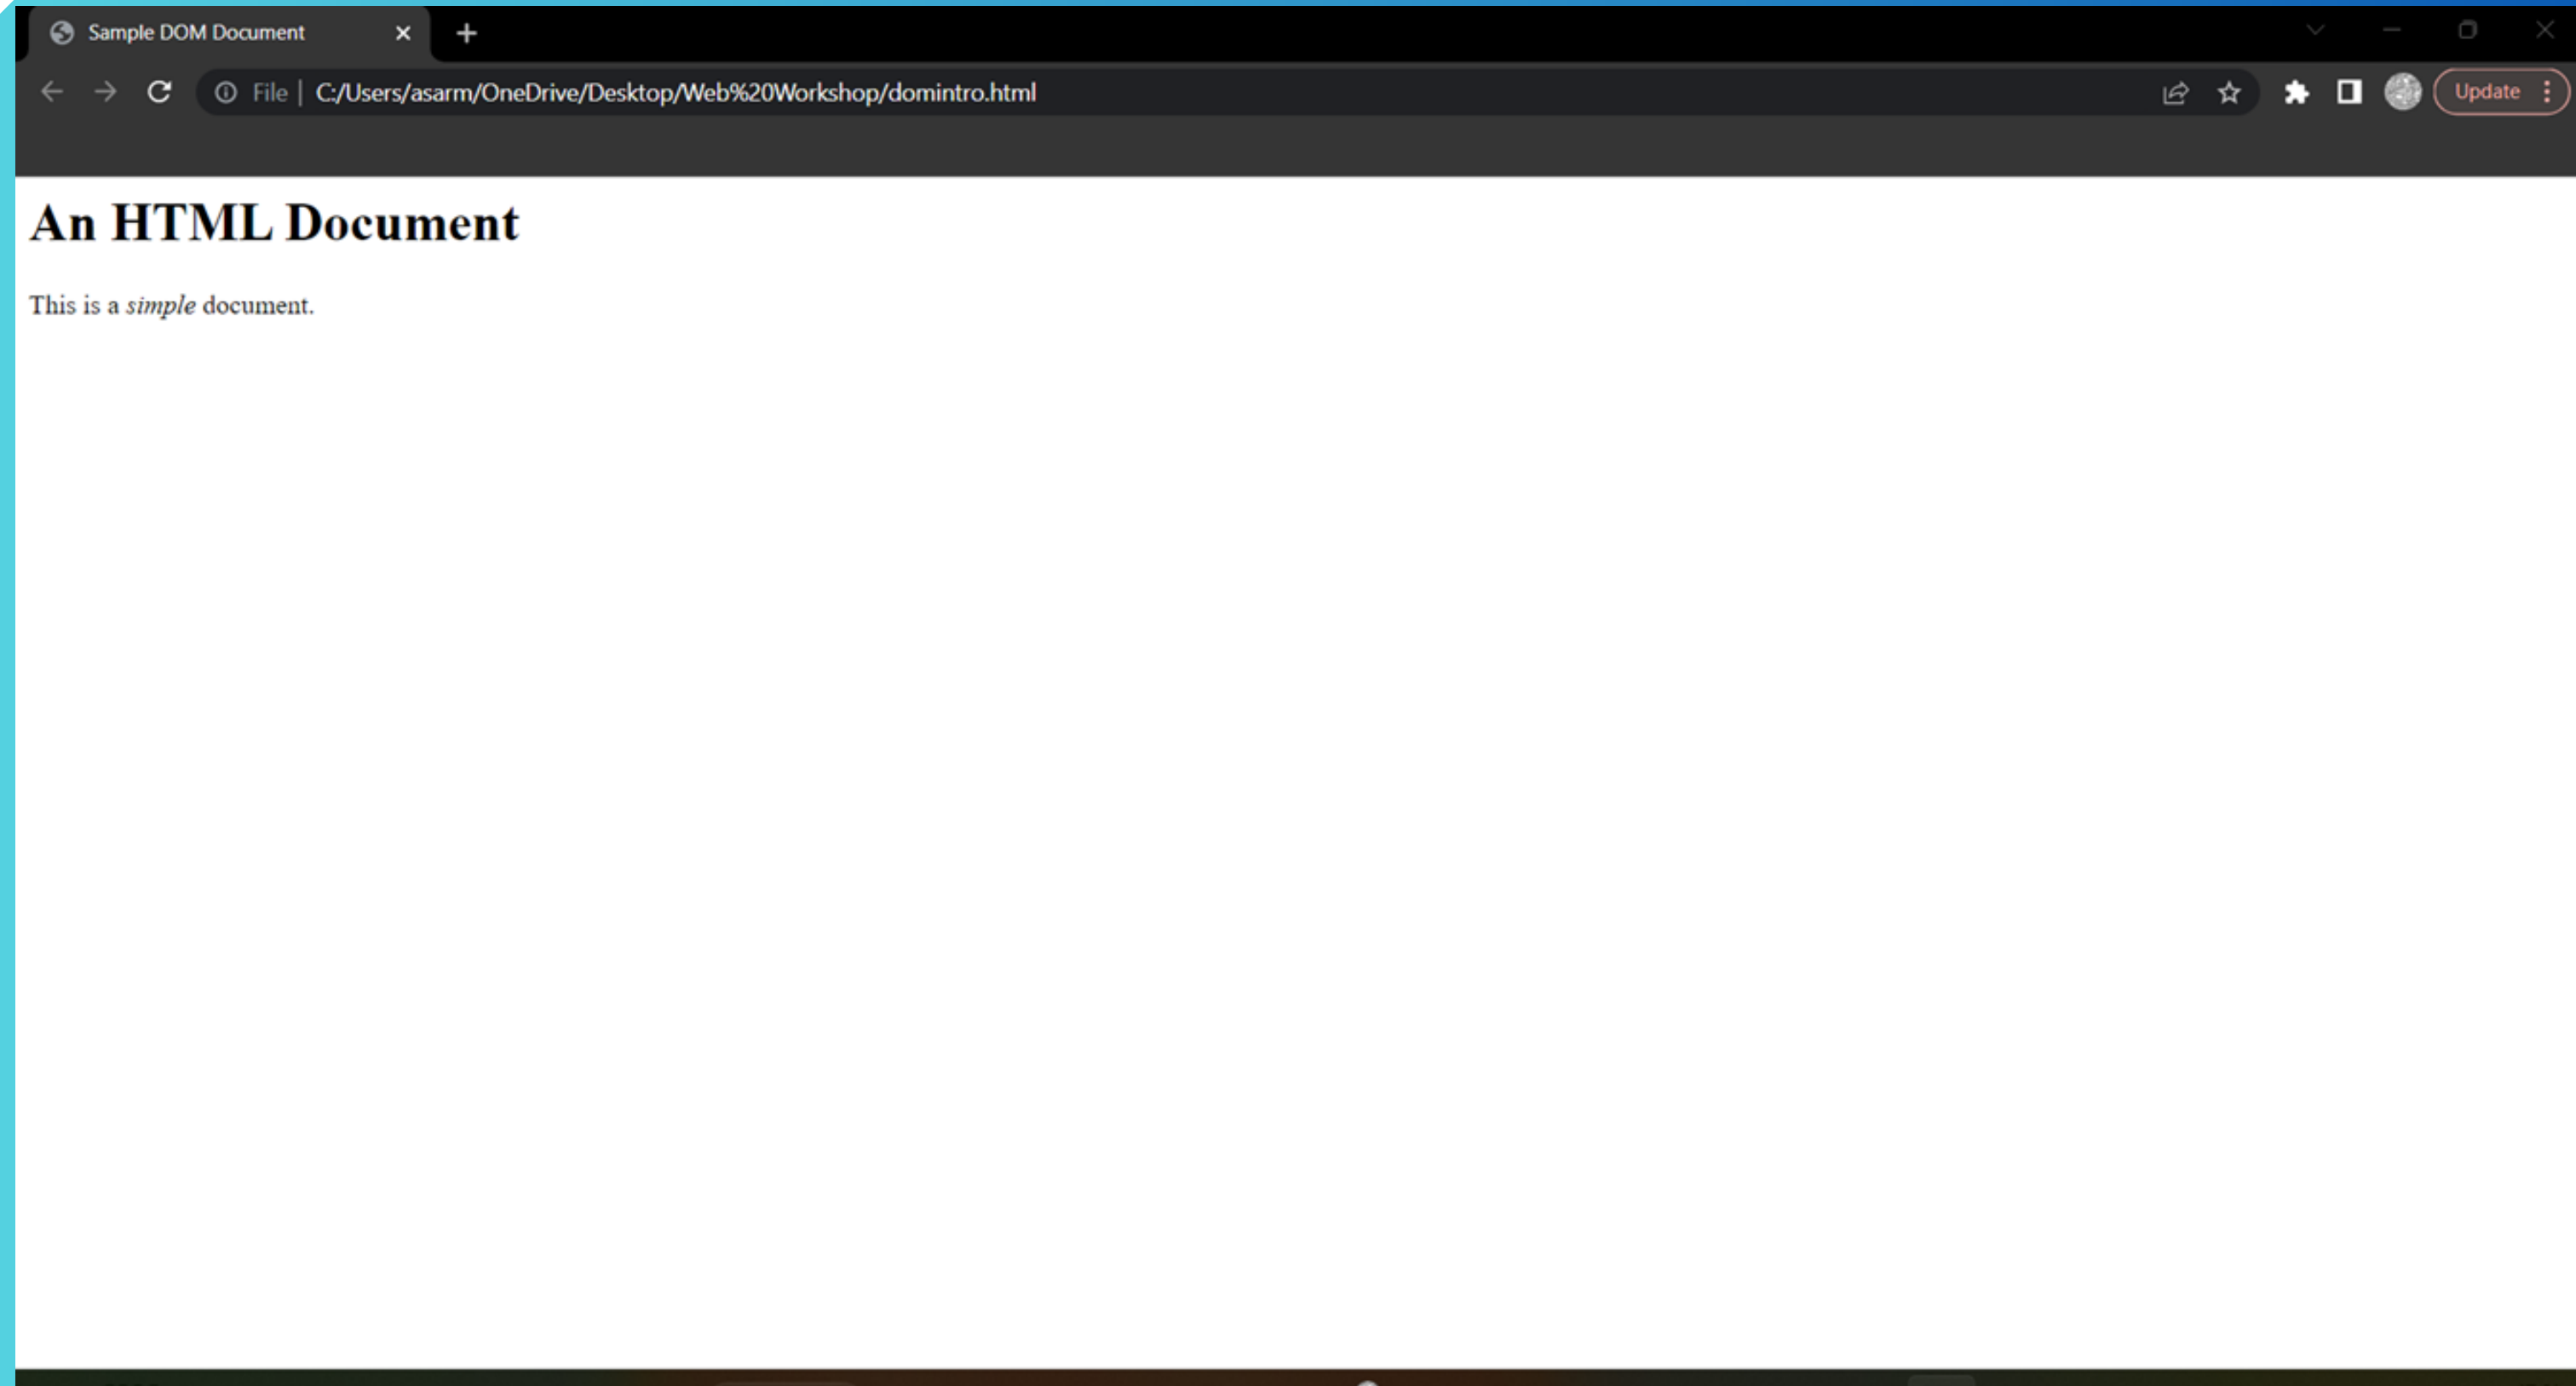 Sample DOM Document
File | C:/Users/asarm/OneDrive/Desktop/Web%20Workshop/domintro.html
Update
An HTML Document
This is a simple document.